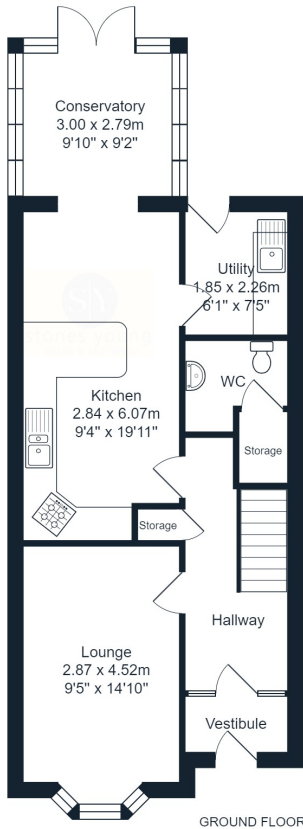 Conservatory
3.00 x 2.79m
9'10" x 9'2"
Utility
1.85 x 2.26m
6'1" x 7'5"
WC
Kitchen
2.84 x 6.07m
9'4" x 19'11"
Storage
Storage
Hallway
Lounge
2.87 x 4.52m
9'5" x 14'10"
Vestibule
GROUND FLOOR